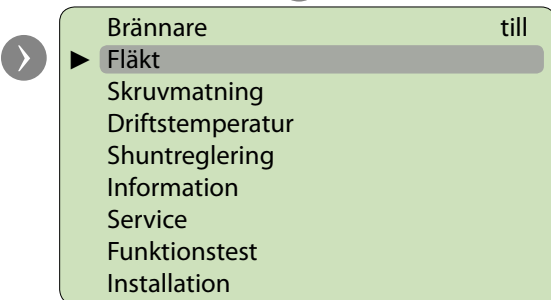 Brännare till
Fläkt
Skruvmatning
Driftstemperatur
Shuntreglering
Information
Service
Funktionstest
Installation